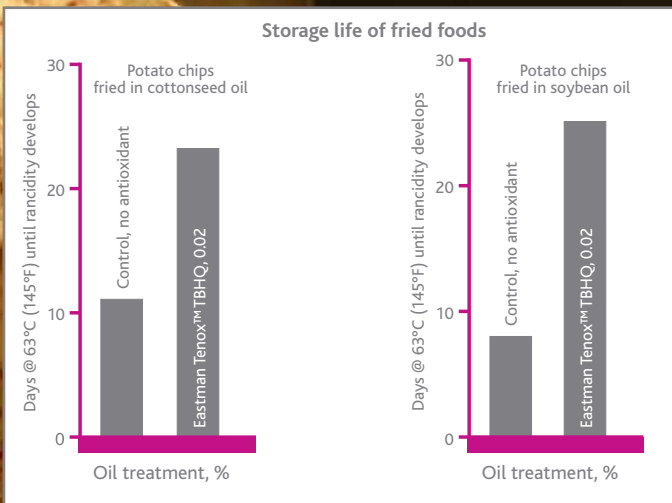 Storage life of fried foods
Potato chips
fried in cottonseed oil
Days @ 63°C (145°F) until rancidity develops
30
20
10
0
Control, no antioxidant
Eastman Tenox™ TBHQ, 0.02
Oil treatment, %
Potato chips
fried in soybean oil
Days @ 63°C (145°F) until rancidity develops
30
20
10
0
Control, no antioxidant
Eastman Tenox™ TBHQ, 0.02
Oil treatment, %